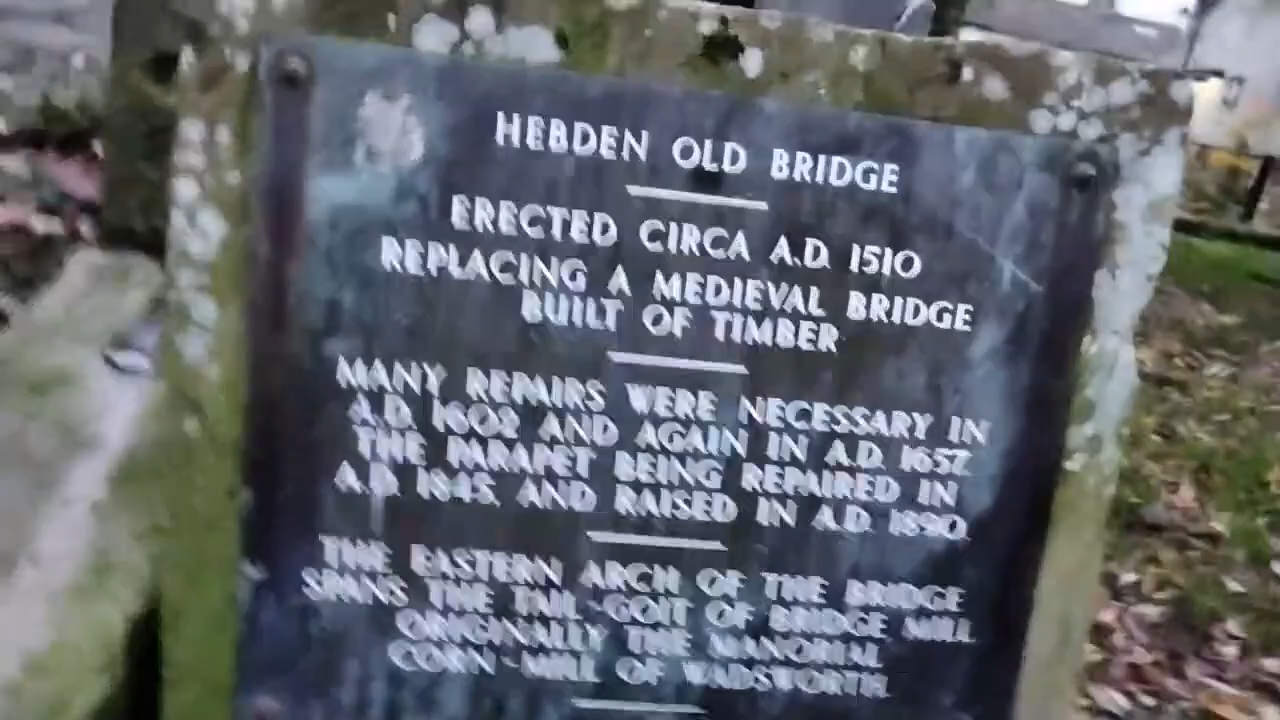 HEBDEN OLD BRIDGE
ERECTED CIRCA A.D. 1510
REPLACING A MEDIEVAL BRIDGE
BUILT OF TIMBER
MANY REPAIRS WERE NECESSARY IN
A.D. 1602 AND AGAIN IN A.D. 1657.
THE PARAPET BEING REPAIRED IN
A.D. 1845, AND RAISED IN A.D. 1890.
THE EASTERN ARCH OF THE BRIDGE
SPANS THE TAIL-GOIT OF BRIDGE MILL
ORIGINALLY THE MANORIAL
CORN-MILL OF WADSWORTH.